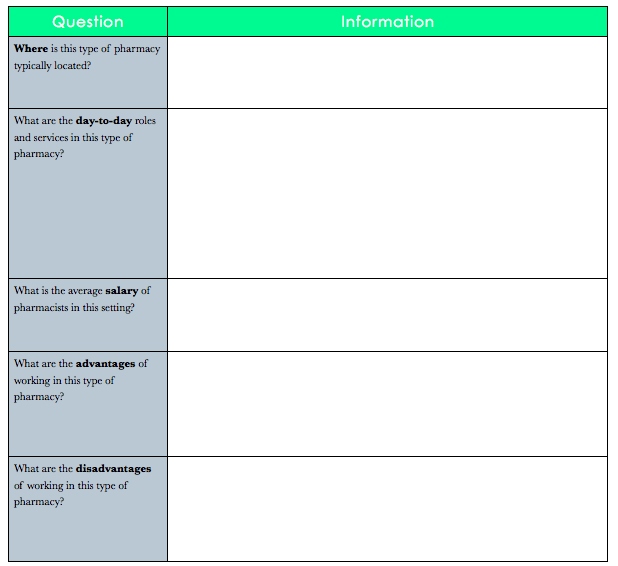 Question
Information
Where is this type of pharmacy
typically located?
What are the day-to-day roles
and services in this type of
pharmacy?
What is the average salary of
pharmacists in this setting?
What are the advantages of
working in this type of
pharmacy?
What are the disadvantages
of working in this type of
pharmacy?